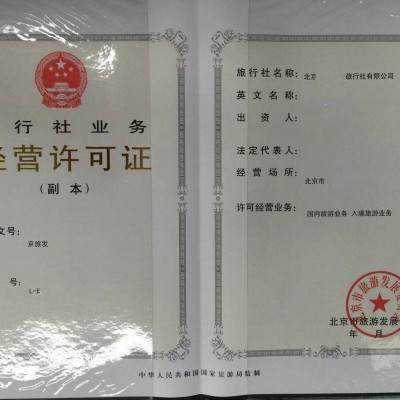 行社业务
经营许可证
(副本)
文号:
京旅发
号:
L-E
旅行社名称: 北京 旅行社有限公司
英文名称:
出资人:
法定代表人:
经营场所: 北京市
许可经营业务: 国内旅游业务 入境旅游业务
北京市旅游发展
北京市旅游发展
年 月
中华人民共和国国家旅游局监制